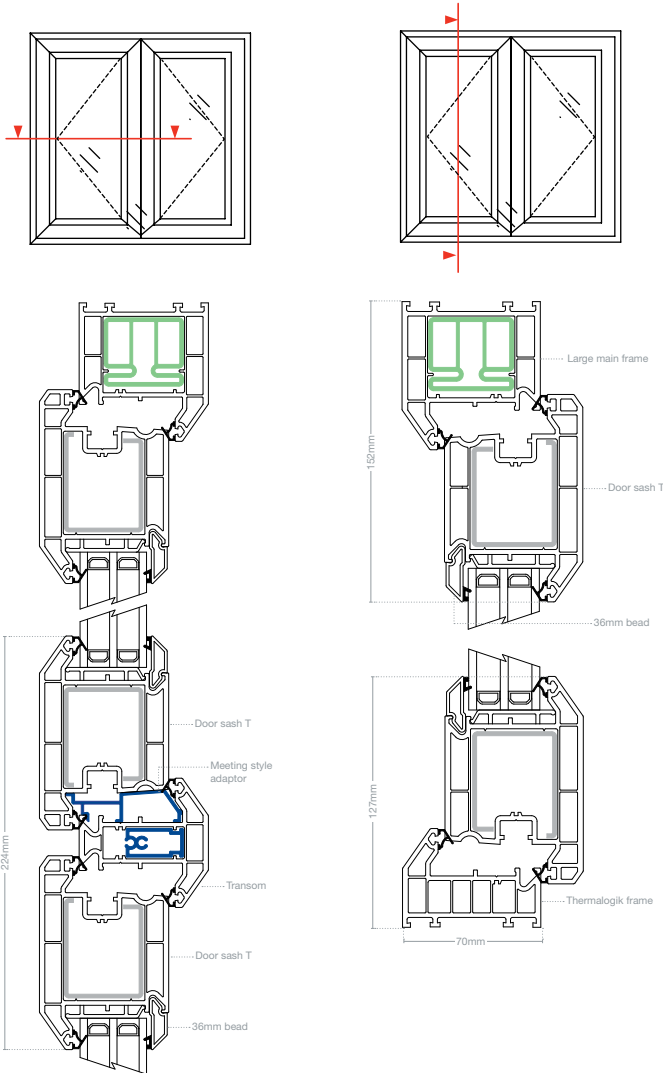 Large main frame
152mm
Door sash T
36mm bead
Door sash T
Meeting style
adaptor
127mm
224mm
Transom
Thermalogik frame
70mm
Door sash T
36mm bead